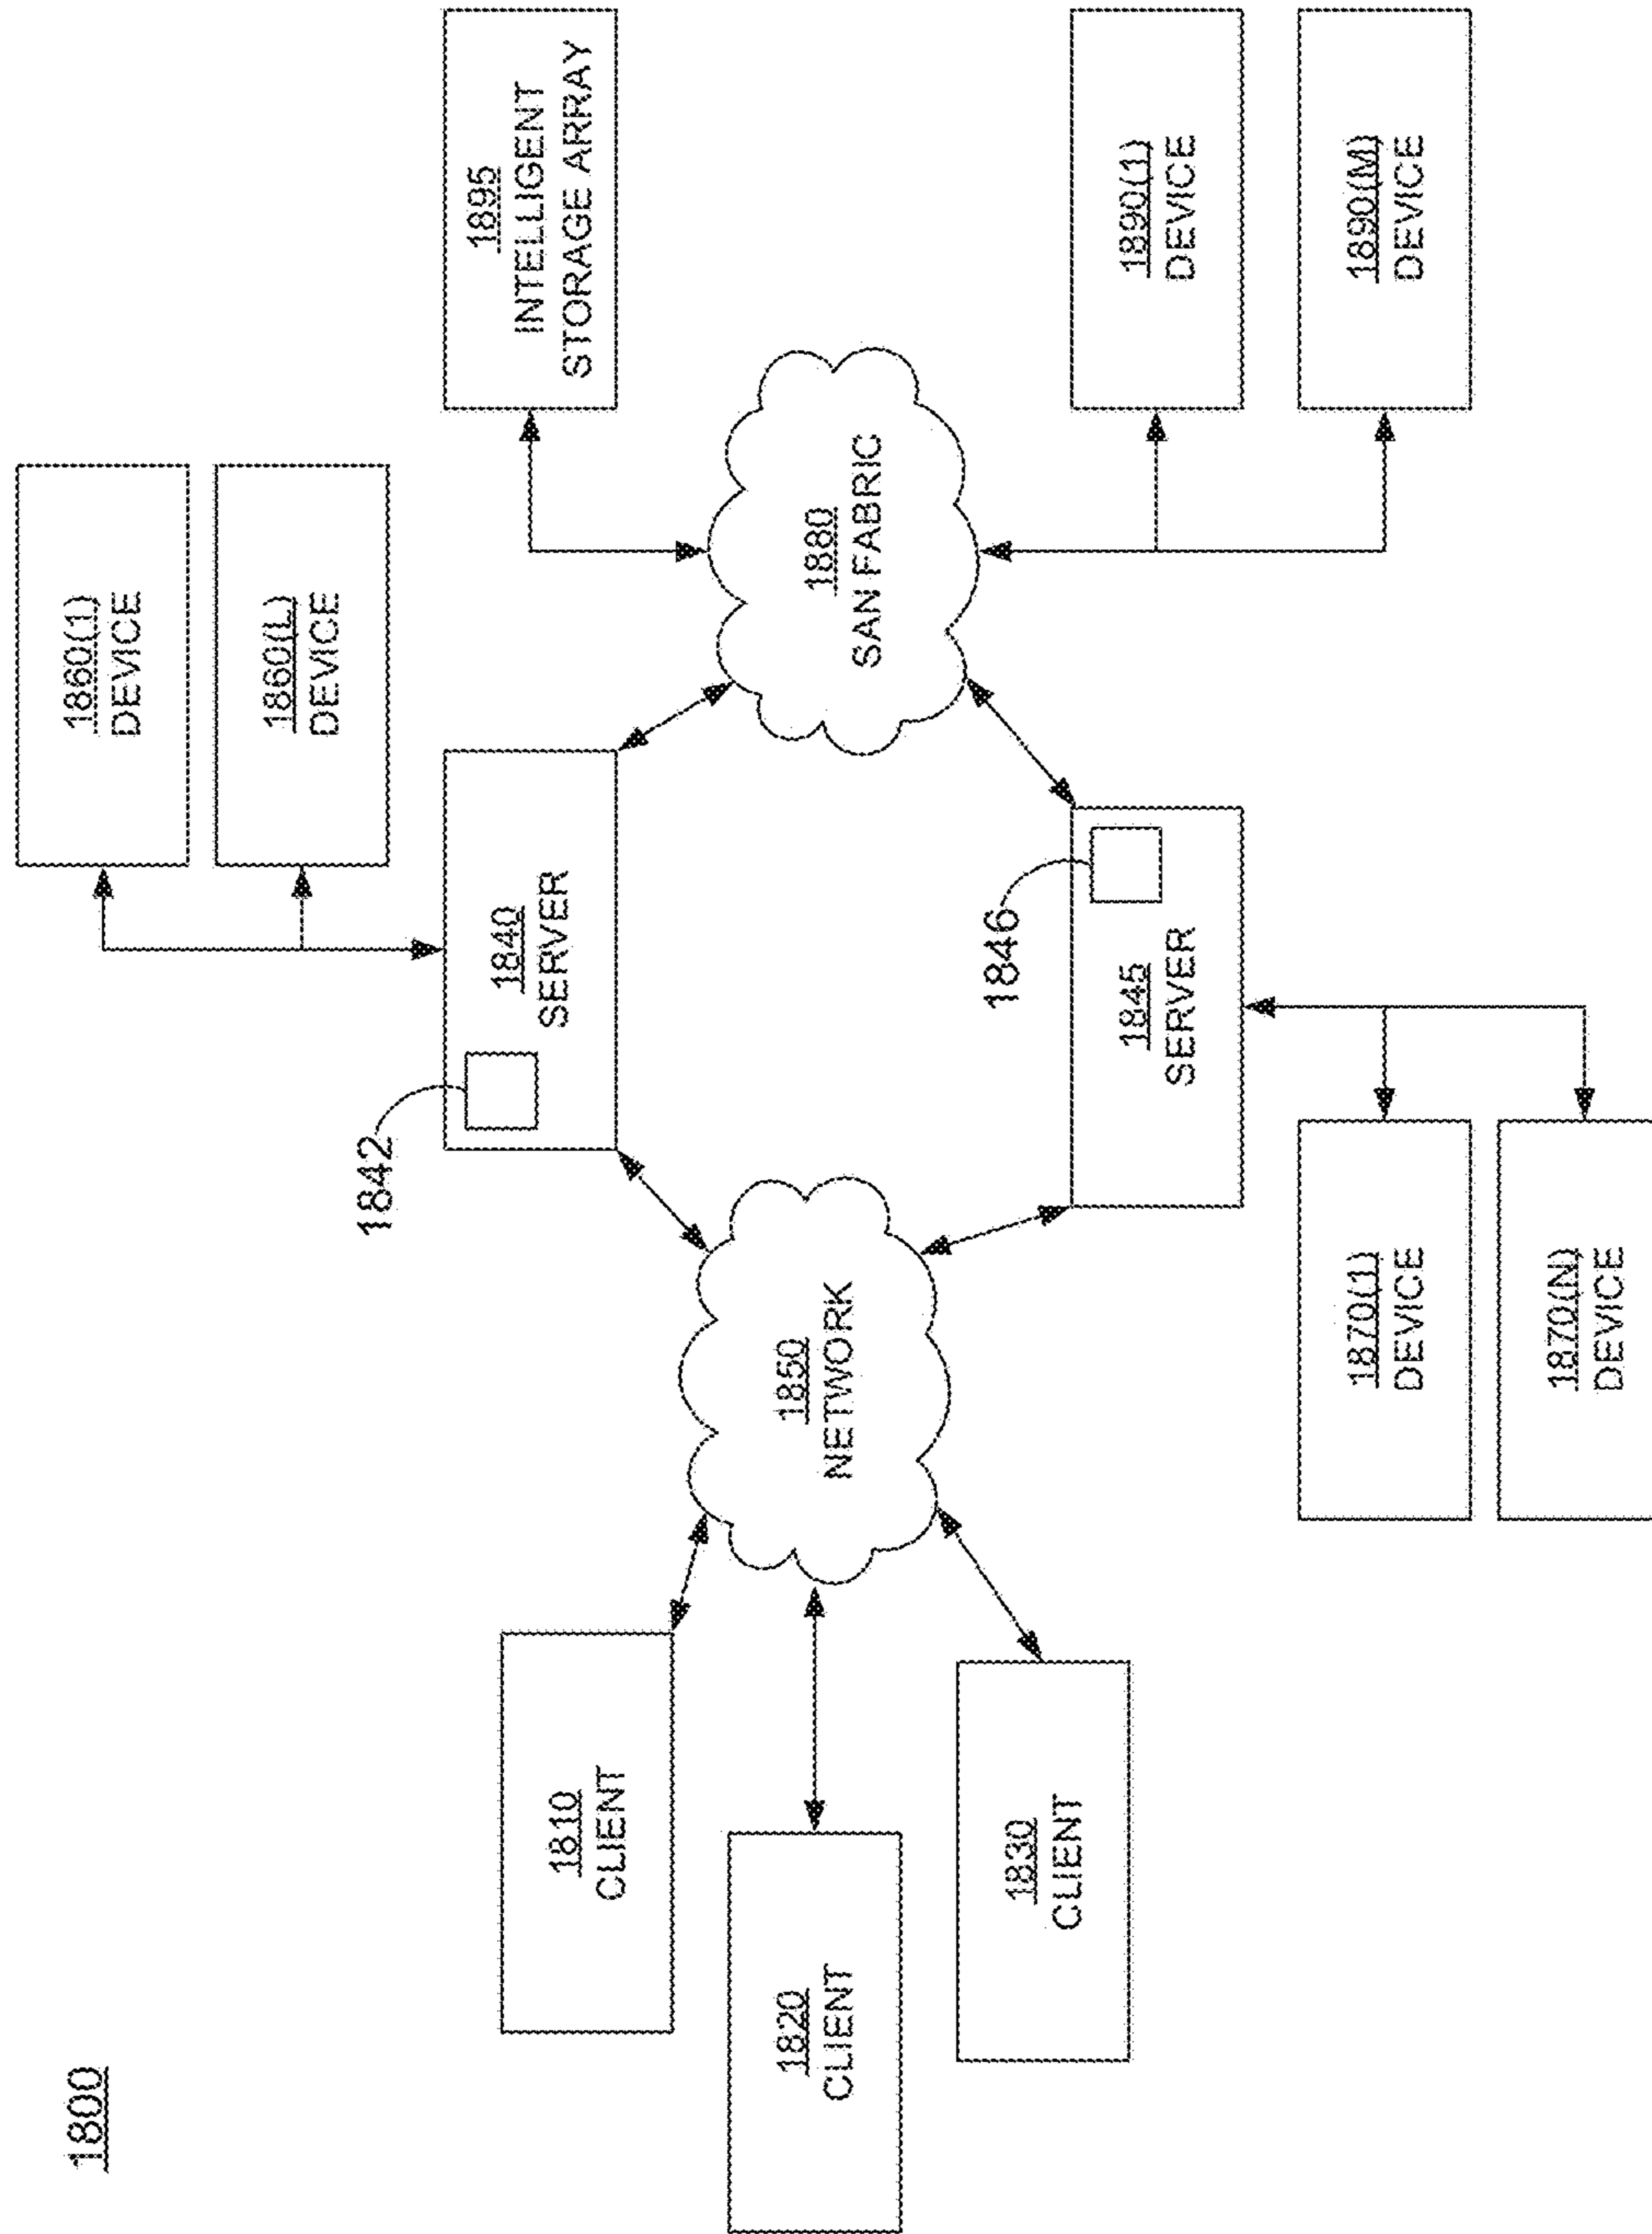 1800
1860(1)
DEVICE
1860(L)
DEVICE
1842
1840
SERVER
1895
INTELLIGENT
STORAGE ARRAY
1810
CLIENT
1820
CLIENT
1850
NETWORK
1880
SAN FABRIC
1830
CLIENT
1846
1845
SERVER
1890(1)
DEVICE
1870(1)
DEVICE
1890(M)
DEVICE
1870(N)
DEVICE